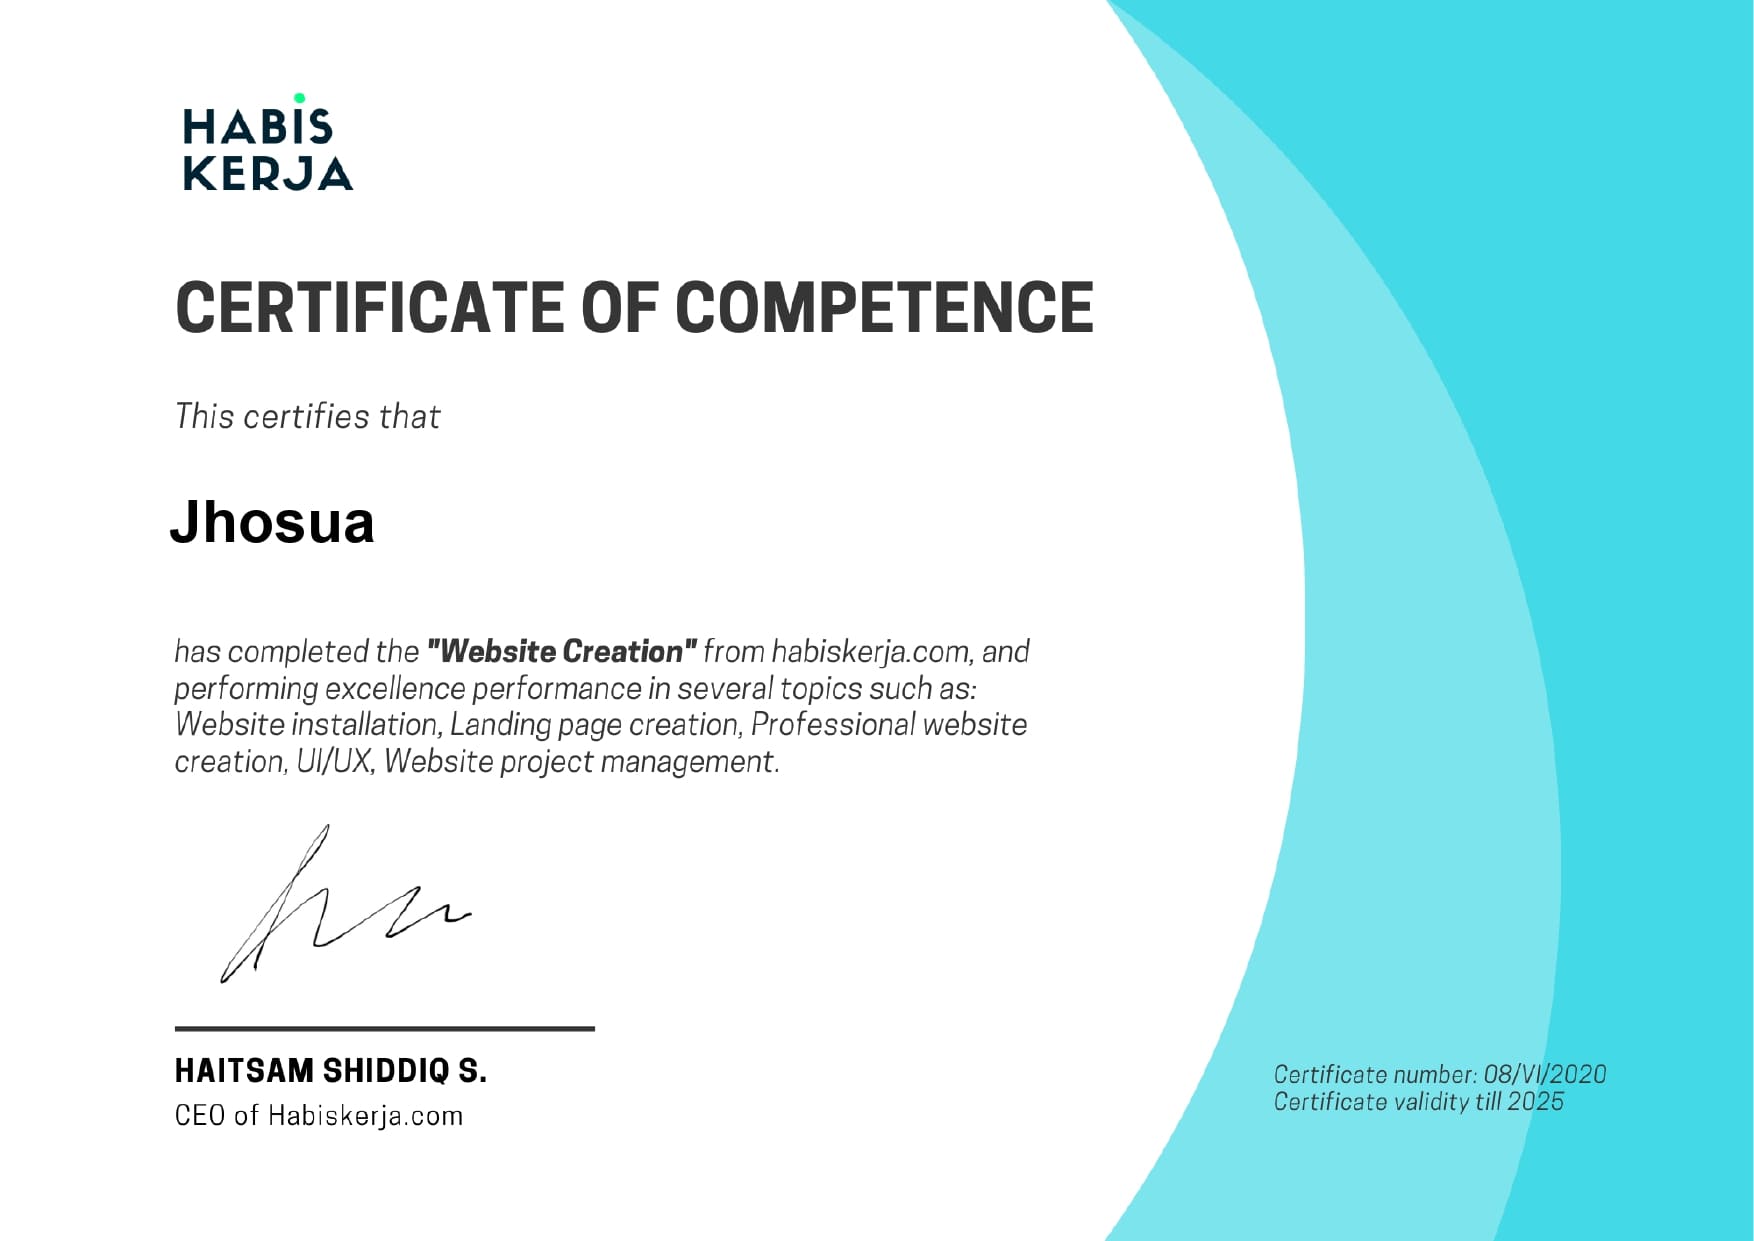 HABIS
KERJA
CERTIFICATE OF COMPETENCE
This certifies that
Jhosua
has completed the "Website Creation" from habiskerja.com, and
performing excellence performance in several topics such as:
Website installation, Landing page creation, Professional website
creation, UI/UX, Website project management.
HAITSAM SHIDDIQ S.
CEO of Habiskerja.com
Certificate number: 08/VI/2020
Certificate validity till 2025